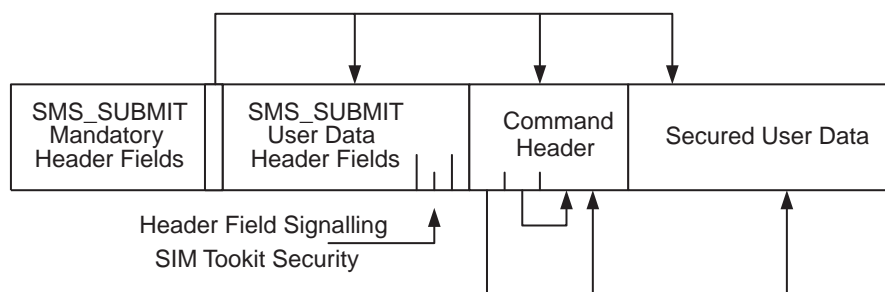 SMS_SUBMIT
Mandatory
Header Fields
SMS_SUBMIT
User Data
Header Fields
Command
Header
Secured User Data
Header Field Signalling
SIM Tookit Security